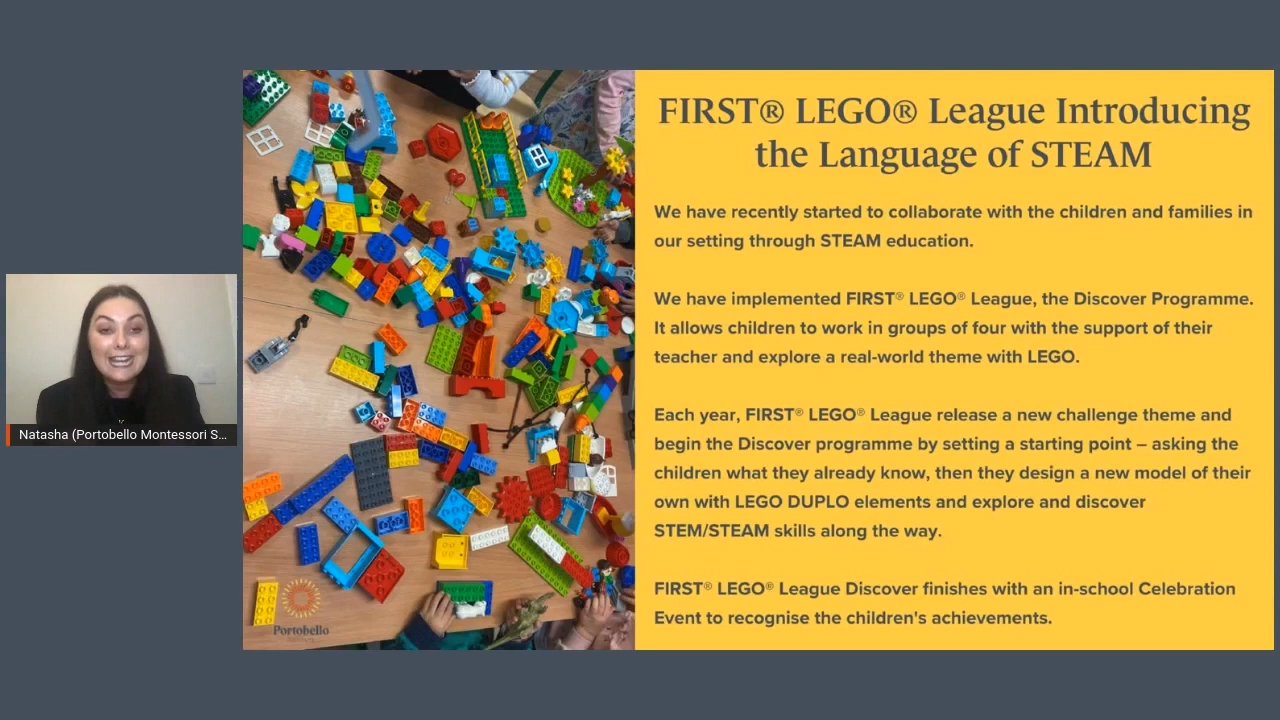 FIRST® LEGO® League Introducing
the Language of STEAM
We have recently started to collaborate with the children and families in
our setting through STEAM education.
We have implemented FIRST® LEGO® League, the Discover Programme.
It allows children to work in groups of four with the support of their
teacher and explore a real-world theme with LEGO.
Each year, FIRST® LEGO® League release a new challenge theme and
begin the Discover programme by setting a starting point – asking the
children what they already know, then they design a new model of their
own with LEGO DUPLO elements and explore and discover
STEM/STEAM skills along the way.
FIRST® LEGO® League Discover finishes with an in-school Celebration
Event to recognise the children's achievements.
Natasha (Portobello Montessori S...
Portobello